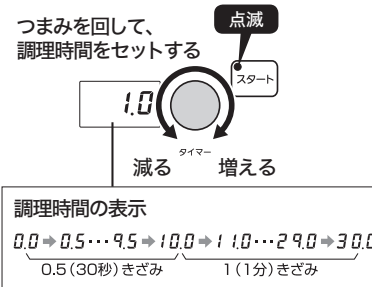 つまみを回して、
調理時間をセットする
点滅
スタート
1.0
タイマー
減る 増える
調理時間の表示
0.0➡0.5…9.5➡10.0➡11.0…29.0➡30.0
0.5(30秒)きざみ 1(1分)きざみ